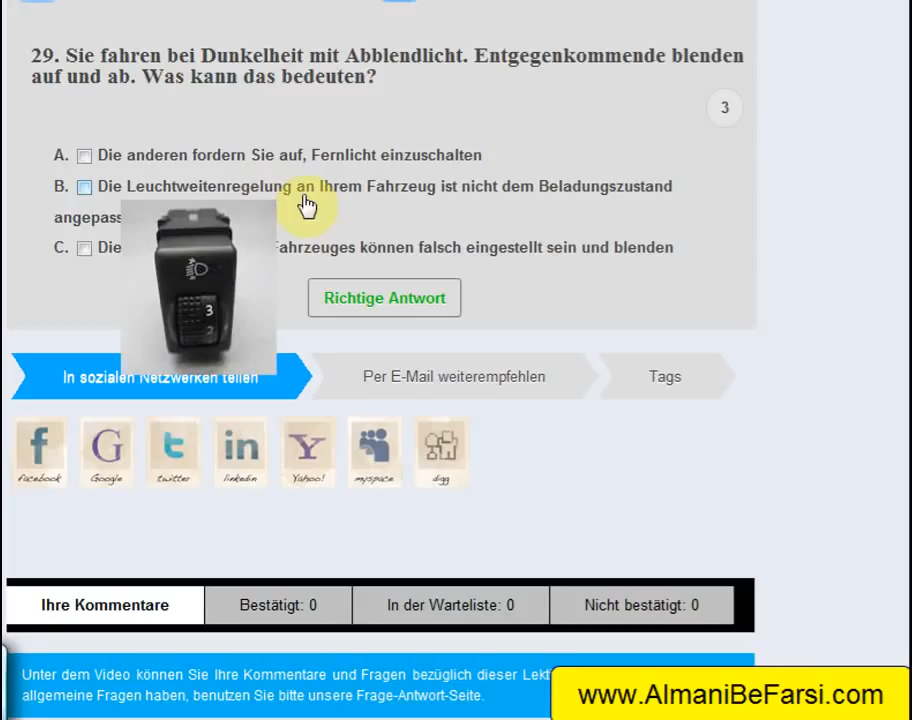 29. Sie fahren bei Dunkelheit mit Abblendlicht. Entgegenkommende blenden
auf und ab. Was kann das bedeuten?
3
A. Die anderen fordern Sie auf, Fernlicht einzuschalten
B. Die Leuchtweitenregelung an Ihrem Fahrzeug ist nicht dem Beladungszustand
C. Die können falsch eingestellt sein und blenden
3
2
Richtige Antwort
In sozialen Netzwerken teilen
Per E-Mail weiterempfehlen
Tags
facebook
Google
twitter
linkedin
Yahoo!
myspace
digg
Ihre Kommentare
Bestätigt: 0
In der Warteliste: 0
Nicht bestätigt: 0
Unter dem Video können Sie Ihre Kommentare und Fragen bezüglich dieser
allgemeine Fragen haben, benutzen Sie bitte unsere Frage-Antwort-Seite.
www.AlmaniBeFarsi.com